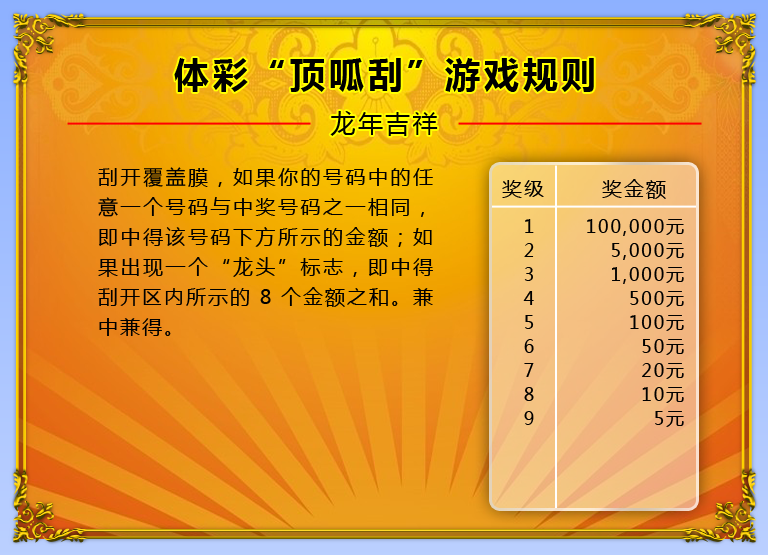 体彩“顶呱刮”游戏规则
龙年吉祥
刮开覆盖膜，如果你的号码中的任
意一个号码与中奖号码之一相同，
即中得该号码下方所示的金额；如
果出现一个“龙头”标志，即中得
刮开区内所示的 8 个金额之和。兼
中兼得。
奖级 奖金额
1 100,000元
2 5,000元
3 1,000元
4 500元
5 100元
6 50元
7 20元
8 10元
9 5元